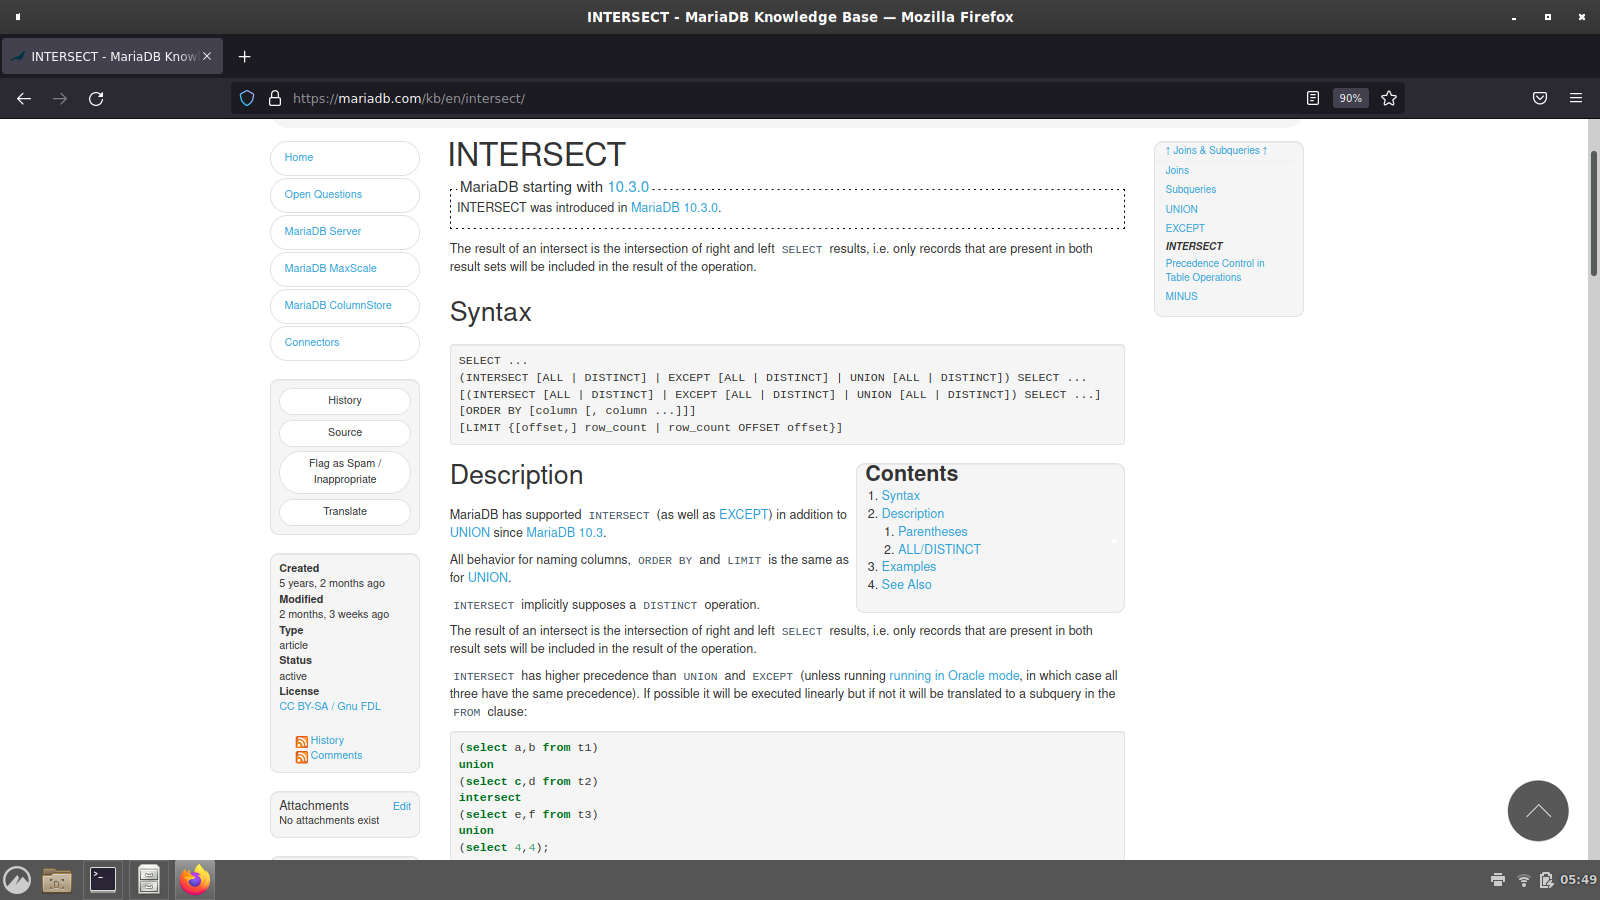 INTERSECT - MariaDB Knowledge Base — Mozilla Firefox
INTERSECT - MariaDB Know
https://mariadb.com/kb/en/intersect/
90%
Home
Open Questions
MariaDB Server
MariaDB MaxScale
MariaDB ColumnStore
Connectors
History
Source
Flag as Spam /
Inappropriate
Translate
Created
5 years, 2 months ago
Modified
2 months, 3 weeks ago
Type
article
Status
active
License
CC BY-SA / Gnu FDL
History
Comments
Attachments Edit
No attachments exist
INTERSECT
MariaDB starting with 10.3.0
INTERSECT was introduced in MariaDB 10.3.0.
The result of an intersect is the intersection of right and left SELECT results, i.e. only records that are present in both
result sets will be included in the result of the operation.
Syntax
SELECT ...
(INTERSECT [ALL | DISTINCT] | EXCEPT [ALL | DISTINCT] | UNION [ALL | DISTINCT]) SELECT ...
[(INTERSECT [ALL | DISTINCT] | EXCEPT [ALL | DISTINCT] | UNION [ALL | DISTINCT]) SELECT ...]
[ORDER BY [column [, column ...]]]
[LIMIT {[offset,] row_count | row_count OFFSET offset}]
Description
MariaDB has supported INTERSECT (as well as EXCEPT) in addition to
UNION since MariaDB 10.3.
All behavior for naming columns, ORDER BY and LIMIT is the same as
for UNION.
INTERSECT implicitly supposes a DISTINCT operation.
Contents
1. Syntax
2. Description
1. Parentheses
2. ALL/DISTINCT
3. Examples
4. See Also
The result of an intersect is the intersection of right and left SELECT results, i.e. only records that are present in both
result sets will be included in the result of the operation.
INTERSECT has higher precedence than UNION and EXCEPT (unless running running in Oracle mode, in which case all
three have the same precedence). If possible it will be executed linearly but if not it will be translated to a subquery in the
FROM clause:
(select a,b from t1)
union
(select c,d from t2)
intersect
(select e,f from t3)
union
(select 4,4);
↑ Joins & Subqueries ↑
Joins
Subqueries
UNION
EXCEPT
INTERSECT
Precedence Control in
Table Operations
MINUS
05:49